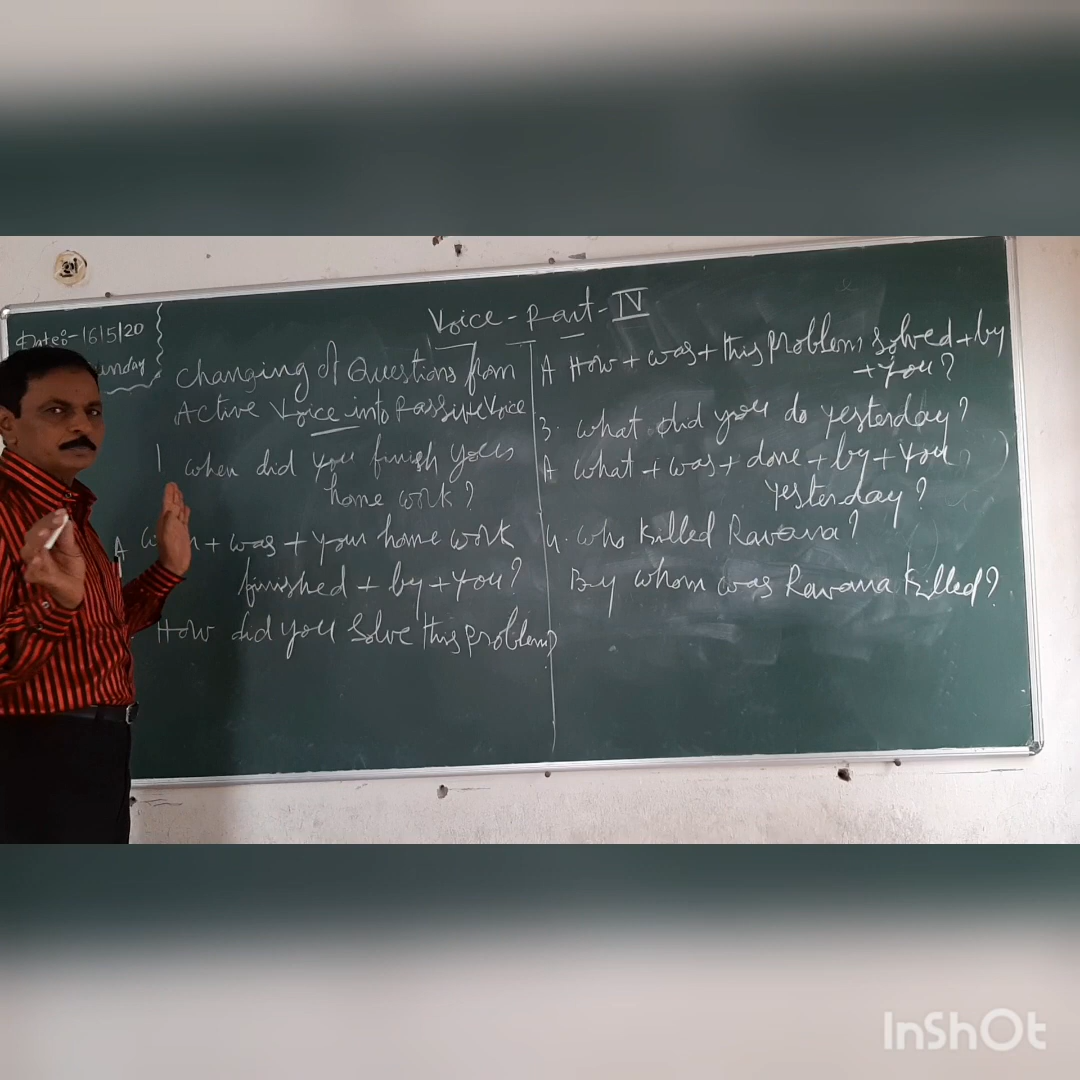 Date:- 16/5/20
Voice - Part - IV
Changing of Questions from
Active Voice into Passive Voice
1 When did you finish your
home work?
A + was + your home work
finished + by + you?
How did you solve this problem?
A How + was + this problem solved + by
+ you?
3. What did you do yesterday?
A What + was + done + by + you
yesterday?
4. Who killed Ravana?
By whom was Ravana killed?
InShOt